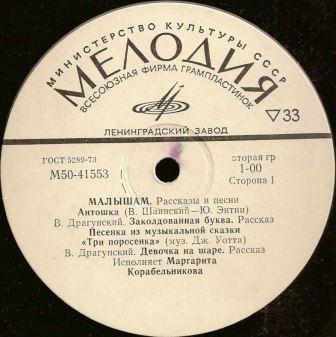 МИНИСТЕРСТВО КУЛЬТУРЫ СССР
МЕЛОДИЯ
ВСЕСОЮЗНАЯ ФИРМА ГРАМПЛАСТИНОК
▽33
ЛЕНИНГРАДСКИЙ ЗАВОД
ГОСТ 5289-73
вторая гр
М50-41553
1-00
Сторона 1
МАЛЫШАМ. Рассказы и песни
Антошка (В. Шаинский—Ю. Энтин)
В. Драгунский. Заколдованная буква. Рассказ
Песенка из музыкальной сказки
«Три поросенка» (муз. Дж. Уотта)
В. Драгунский. Девочка на шаре. Рассказ
Исполняет Маргарита
Корабельникова